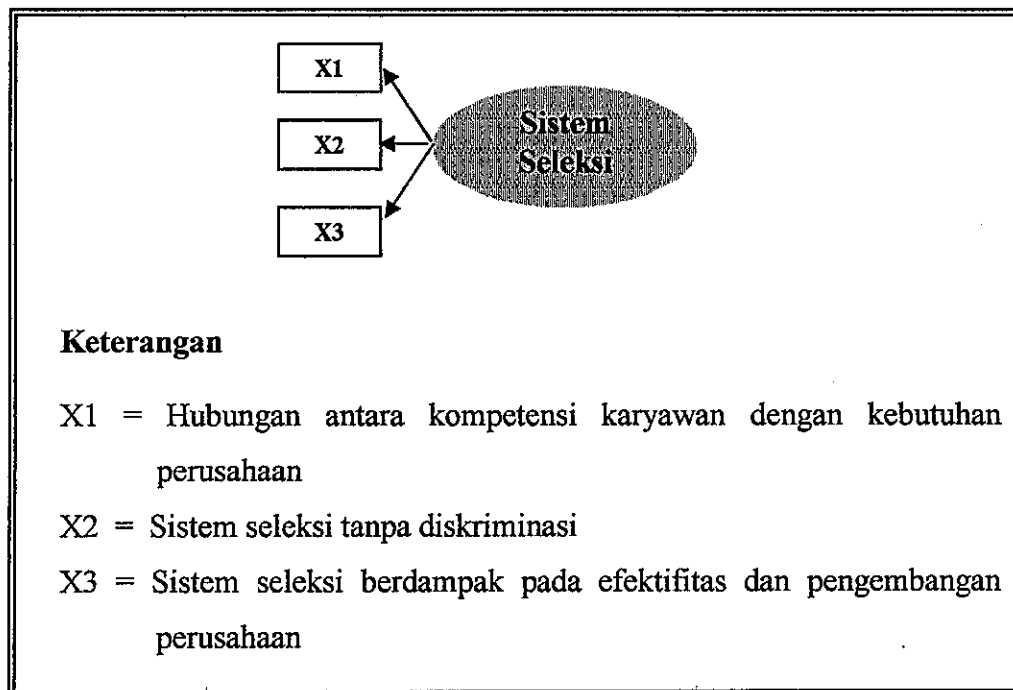 X1
X2
X3
Sistem
Seleksi
Keterangan
X1 = Hubungan antara kompetensi karyawan dengan kebutuhan
perusahaan
X2 = Sistem seleksi tanpa diskriminasi
X3 = Sistem seleksi berdampak pada efektifitas dan pengembangan
perusahaan